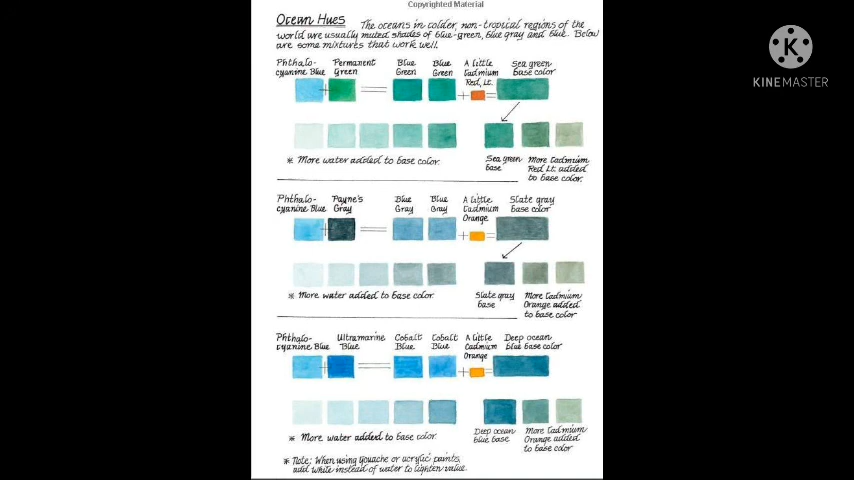 Copyrighted Material
Ocean Hues The oceans in colder, non-tropical regions of the
world are usually muted shades of blue-green, blue gray and blue. Below
are some mixtures that work well.
Phthalo-
cyanine Blue
Permanent
Green
Blue
Green
Blue
Green
A little
Cadmium
Red, Lt.
Sea green
base color
+ = + =
* More water added to base color
Sea green
base
More Cadmium
Red Lt. added
to base color.
Phthalo-
cyanine Blue
Payne's
Gray
Blue
Gray
Blue
Gray
A little
Cadmium
Orange
Slate gray
base color
+ = + =
* More water added to base color.
Slate gray
base
More Cadmium
Orange added
to base color
Phthalo-
cyanine Blue
Ultramarine
Blue
Cobalt
Blue
Cobalt
Blue
A little
Cadmium
Orange
Deep ocean
blue base color
+ = + =
* More water added to base color
Deep ocean
blue base
More Cadmium
Orange added
to base color
* Note: When using gouache or acrylic paints,
add white instead of water to lighten value.
K
KINEMASTER